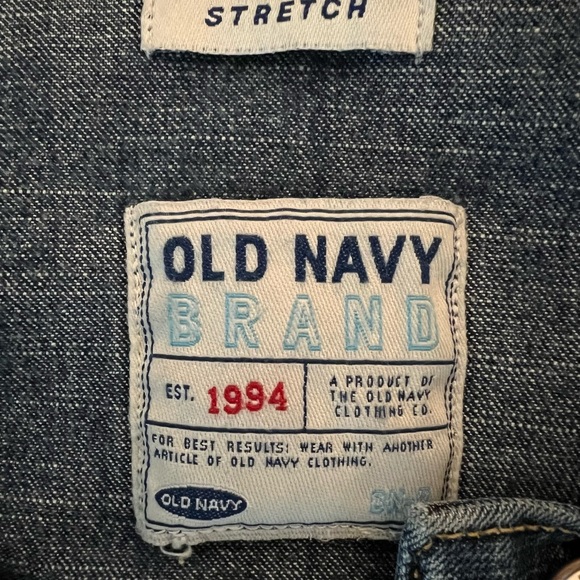 STRETCH
OLD NAVY
BRAND
EST. 1994
A PRODUCT OF
THE OLD NAVY
CLOTHING CO.
FOR BEST RESULTS: WEAR WITH ANOTHER
ARTICLE OF OLD NAVY CLOTHING.
OLD NAVY